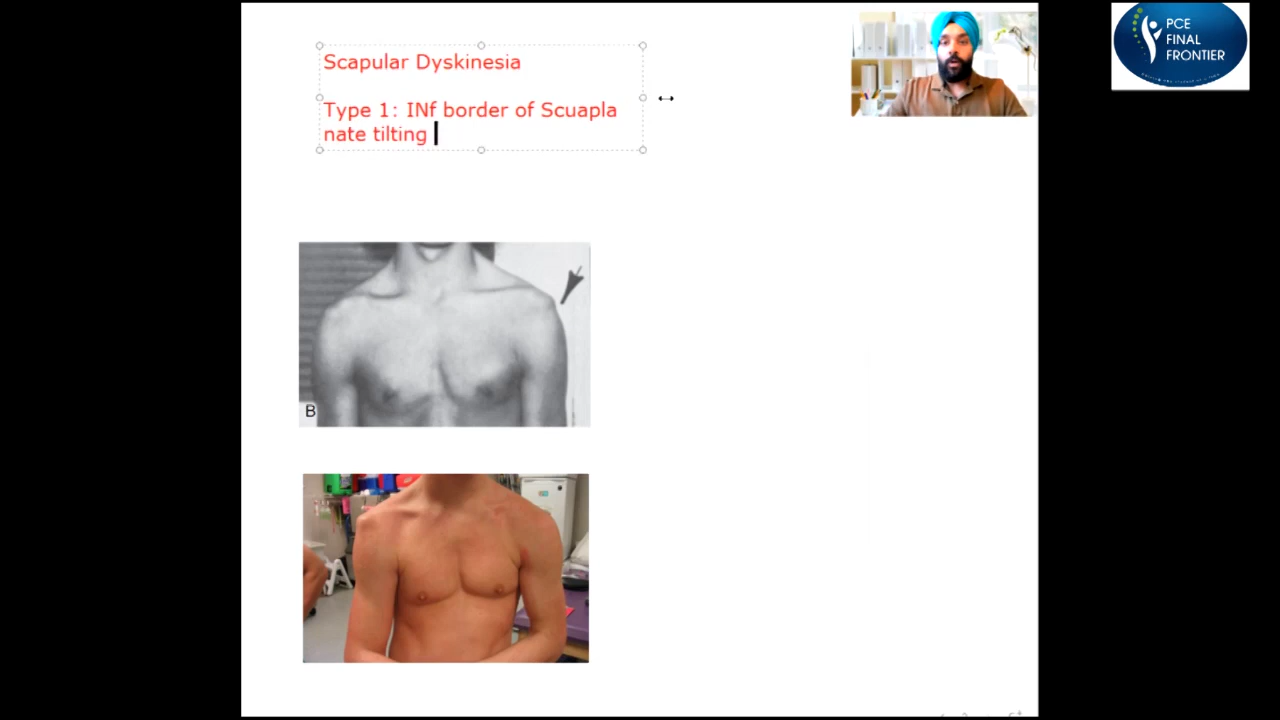 Scapular Dyskinesia
Type 1: INf border of Scuapla
nate tilting
B
PCE
FINAL
FRONTIER